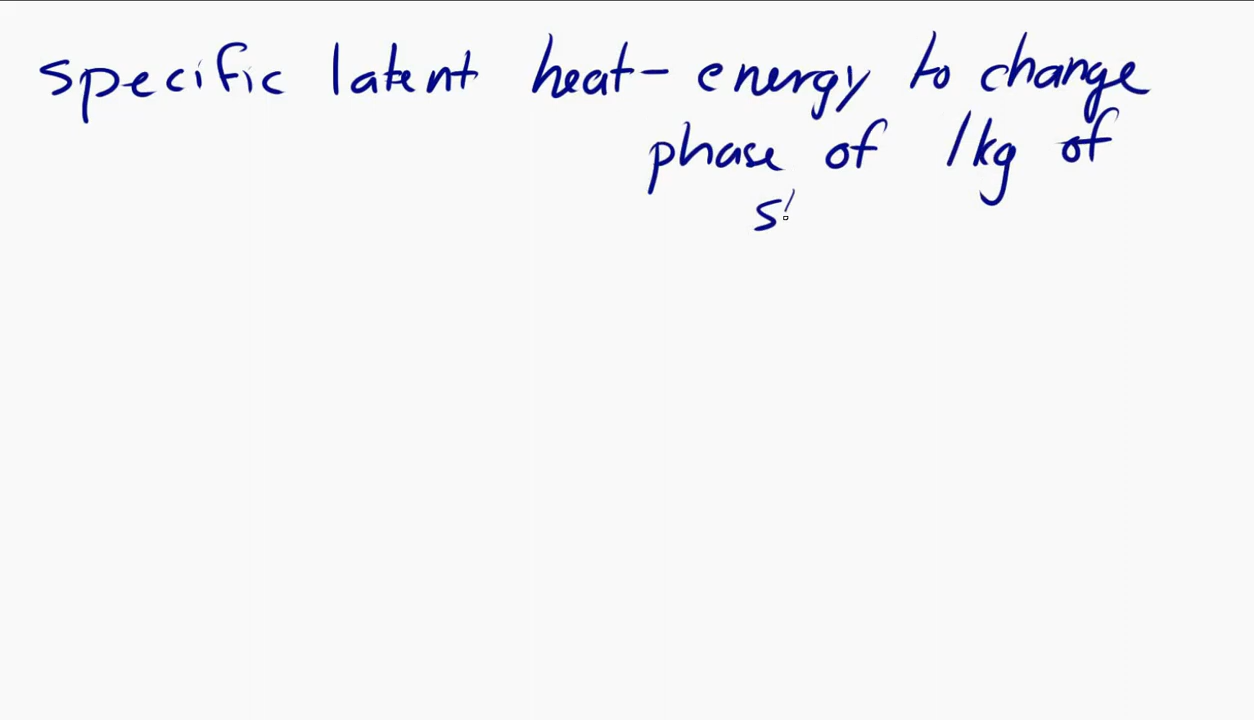 specific latent heat - energy to change
phase of 1kg of